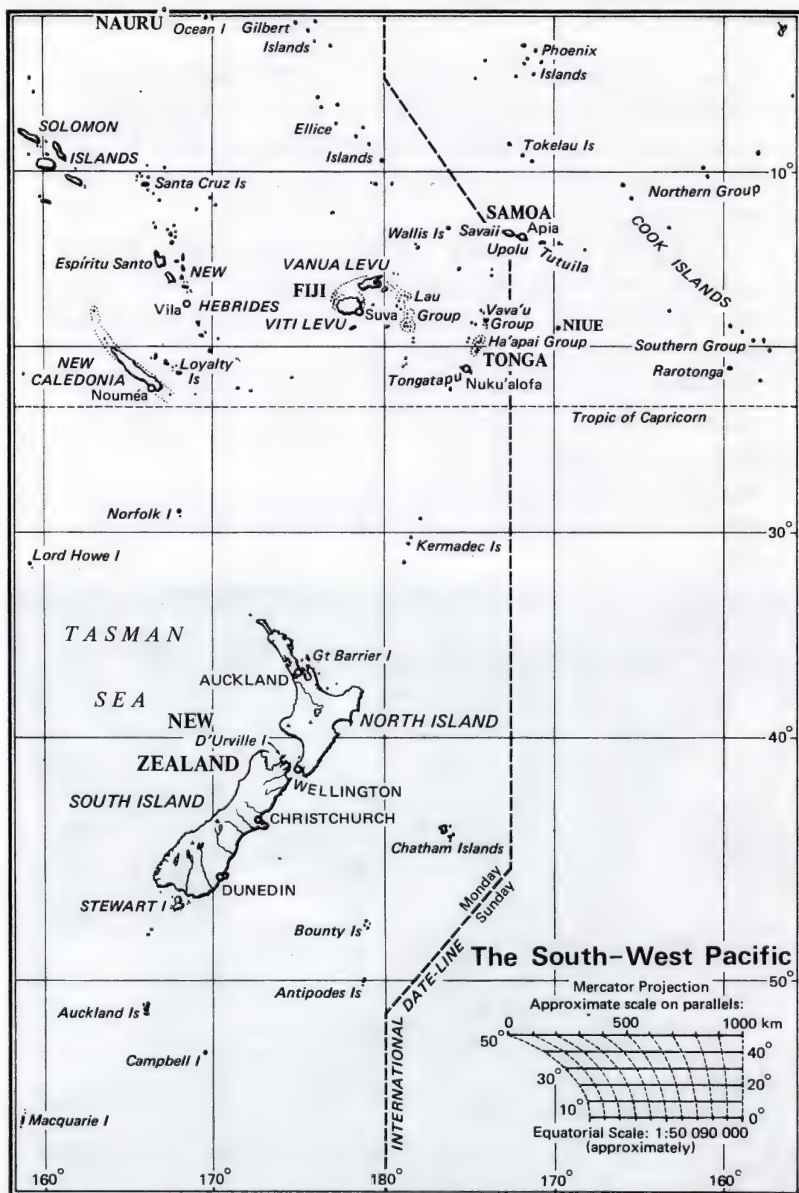 NAURU
Ocean I
Gilbert
Islands
Phoenix
Islands
SOLOMON
ISLANDS
Ellice
Islands
Tokelau Is
10°
Santa Cruz Is
Northern Group
SAMOA
Wallis Is
Savaii
Apia
Upolu
Tutuila
COOK ISLANDS
Espíritu Santo
NEW
HEBRIDES
VANUA LEVU
FIJI
Lau
Group
Vila
Suva
VITI LEVU
Vava'u
Group
NIUE
Ha'apai Group
Southern Group
NEW
CALEDONIA
Loyalty
Is
TONGA
Rarotonga
Nouméa
Tongatapu
Nuku'alofa
Tropic of Capricorn
Norfolk I
30°
Lord Howe I
Kermadec Is
TASMAN
SEA
Gt Barrier I
AUCKLAND
NEW
ZEALAND
NORTH ISLAND
D'Urville I
40°
WELLINGTON
SOUTH ISLAND
CHRISTCHURCH
Chatham Islands
DUNEDIN
STEWART I
Monday
Sunday
Bounty Is
INTERNATIONAL DATE-LINE
The South-West Pacific
Antipodes Is
50°
Mercator Projection
Approximate scale on parallels:
0 500 1000 km
50° 40°
30° 20°
10° 0°
Equatorial Scale: 1:50 090 000
(approximately)
Auckland Is
Campbell I
Macquarie I
160° 170° 180° 170° 160°